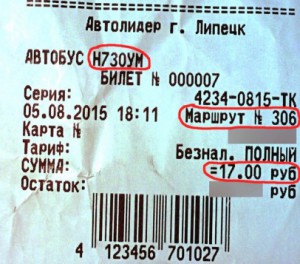 Автолидер г. Липецк
АВТОБУС Н730УМ
БИЛЕТ № 000007
Серия: 4234-0815-ТК
05.08.2015 18:11 Маршрут № 306
Карта №
Тариф: Безнал. ПОЛНЫЙ
СУММА: =17.00 руб
Остаток: руб
4 123456 701027